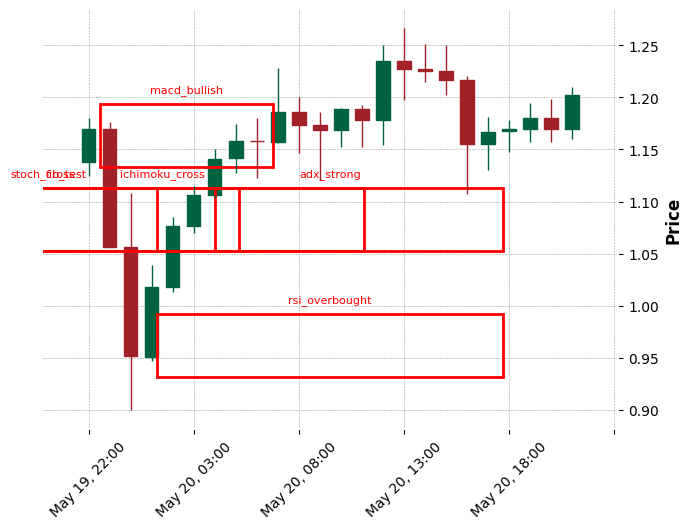 macd_bullish
stoch_cross
ichimoku_cross
adx_strong
rsi_overbought
1.25
1.20
1.15
1.10
1.05
1.00
0.95
0.90
Price
May 19, 22:00
May 20, 03:00
May 20, 08:00
May 20, 13:00
May 20, 18:00